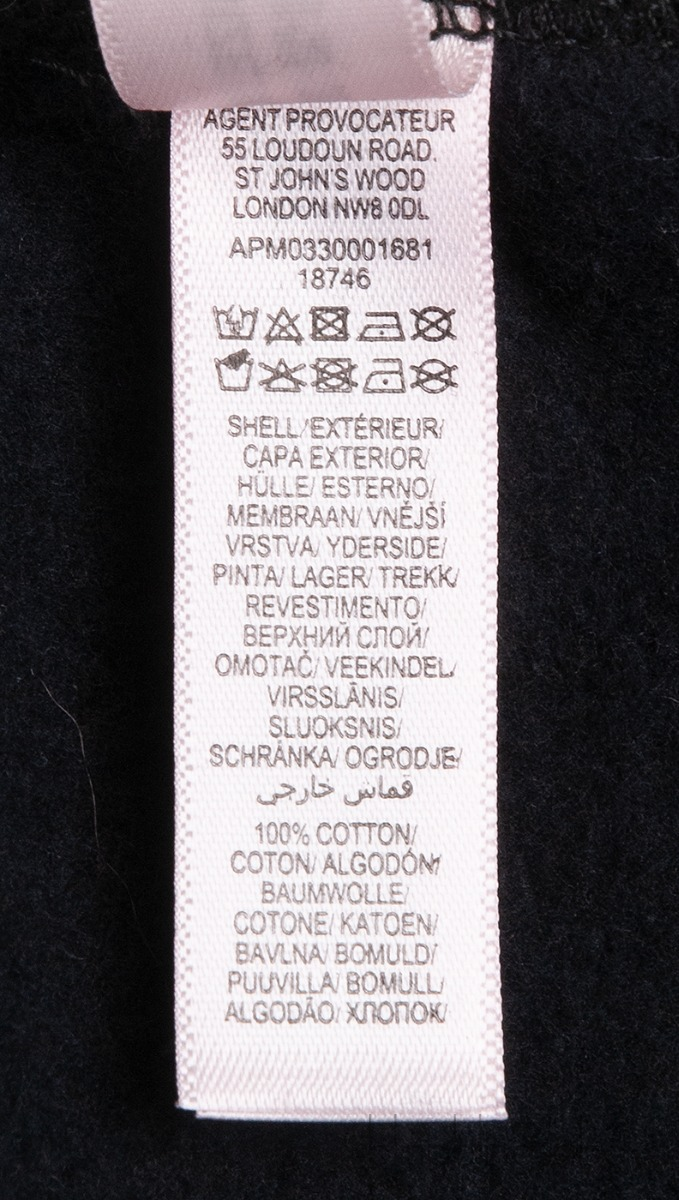 AGENT PROVOCATEUR
55 LOUDOUN ROAD.
ST JOHN'S WOOD
LONDON NW8 0DL
APM0330001681
18746
SHELL/EXTÉRIEUR/
CAPA EXTERIOR/
HÜLLE/ ESTERNO/
MEMBRAAN/ VNĚJŠÍ
VRSTVA/ YDERSIDE/
PINTA/ LAGER/ TREKK/
REVESTIMENTO/
ВЕРХНИЙ СЛОЙ/
OMOTAČ/ VEEKINDEL/
VIRSSLĀNIS/
SLUOKSNIS/
SCHRÁNKA/ OGRODJE/
قماش خارجي
100% COTTON/
COTON/ ALGODÓN/
BAUMWOLLE/
COTONE/ KATOEN/
BAVLNA/ BOMULD/
PUUVILLA/ BOMULL/
ALGODÃO/ ХЛОПОК/